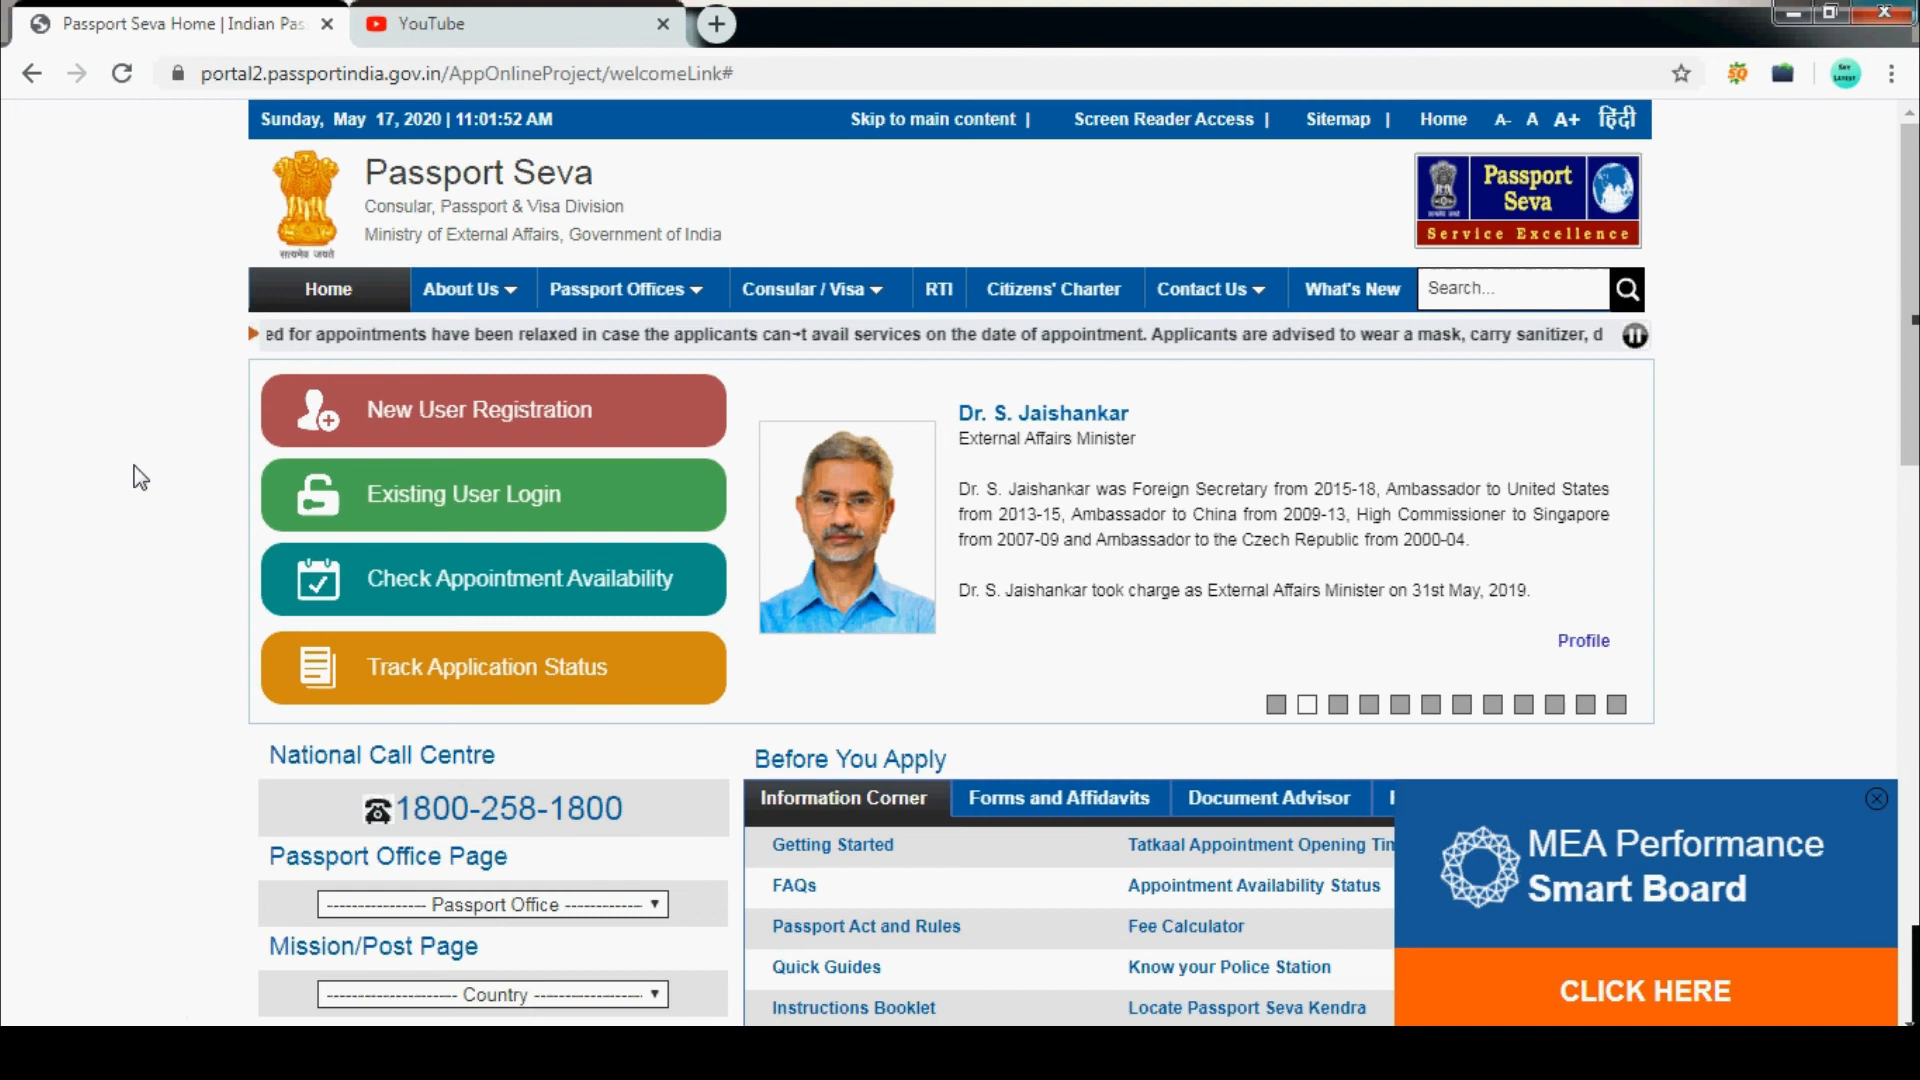 Passport Seva Home | Indian Pas
YouTube
portal2.passportindia.gov.in/AppOnlineProject/welcomeLink#
Sunday, May 17, 2020 | 11:01:52 AM
Skip to main content |
Screen Reader Access |
Sitemap |
Home
A- A A+ हिंदी
सत्यमेव जयते
Passport Seva
Consular, Passport & Visa Division
Ministry of External Affairs, Government of India
Passport
Seva
Service Excellence
Home
About Us
Passport Offices
Consular / Visa
RTI
Citizens' Charter
Contact Us
What's New
Search...
ed for appointments have been relaxed in case the applicants can¬t avail services on the date of appointment. Applicants are advised to wear a mask, carry sanitizer, d
New User Registration
Existing User Login
Check Appointment Availability
Track Application Status
Dr. S. Jaishankar
External Affairs Minister
Dr. S. Jaishankar was Foreign Secretary from 2015-18, Ambassador to United States
from 2013-15, Ambassador to China from 2009-13, High Commissioner to Singapore
from 2007-09 and Ambassador to the Czech Republic from 2000-04.
Dr. S. Jaishankar took charge as External Affairs Minister on 31st May, 2019.
Profile
National Call Centre
1800-258-1800
Passport Office Page
---------------- Passport Office ------------
Mission/Post Page
--------------------- Country -----------------
Before You Apply
Information Corner
Forms and Affidavits
Document Advisor
Getting Started
Tatkaal Appointment Opening Tim
FAQs
Appointment Availability Status
Passport Act and Rules
Fee Calculator
Quick Guides
Know your Police Station
Instructions Booklet
Locate Passport Seva Kendra
MEA Performance
Smart Board
CLICK HERE